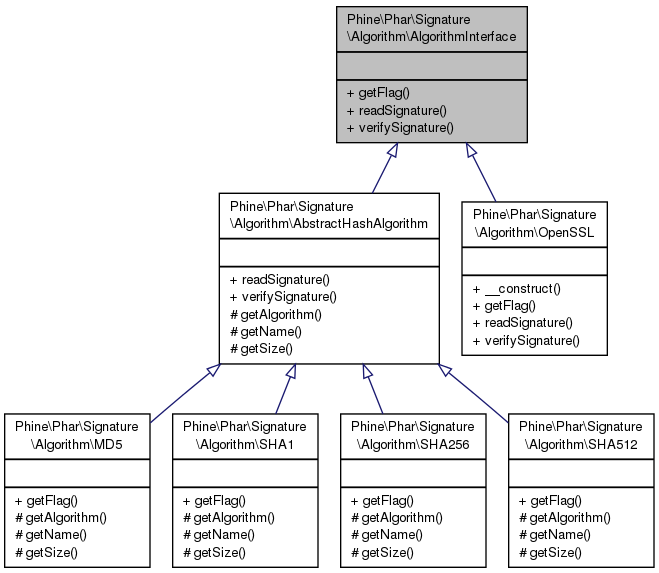 Phine\Phar\Signature
\Algorithm\AlgorithmInterface
+ getFlag()
+ readSignature()
+ verifySignature()
Phine\Phar\Signature
\Algorithm\AbstractHashAlgorithm
+ readSignature()
+ verifySignature()
# getAlgorithm()
# getName()
# getSize()
Phine\Phar\Signature
\Algorithm\OpenSSL
+ __construct()
+ getFlag()
+ readSignature()
+ verifySignature()
Phine\Phar\Signature
\Algorithm\MD5
+ getFlag()
# getAlgorithm()
# getName()
# getSize()
Phine\Phar\Signature
\Algorithm\SHA1
+ getFlag()
# getAlgorithm()
# getName()
# getSize()
Phine\Phar\Signature
\Algorithm\SHA256
+ getFlag()
# getAlgorithm()
# getName()
# getSize()
Phine\Phar\Signature
\Algorithm\SHA512
+ getFlag()
# getAlgorithm()
# getName()
# getSize()